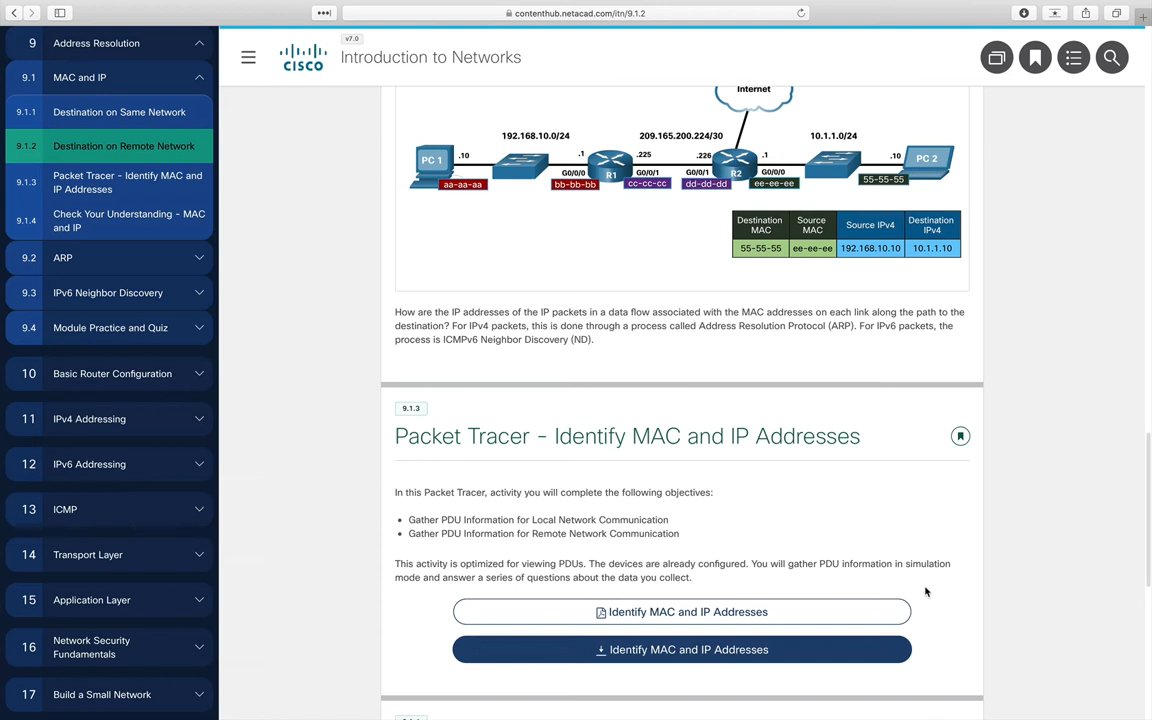 contenthub.netacad.com/itn/9.1.2
9 Address Resolution
9.1 MAC and IP
9.1.1 Destination on Same Network
9.1.2 Destination on Remote Network
9.1.3 Packet Tracer - Identify MAC and
IP Addresses
9.1.4 Check Your Understanding - MAC
and IP
9.2 ARP
9.3 IPv6 Neighbor Discovery
9.4 Module Practice and Quiz
10 Basic Router Configuration
11 IPv4 Addressing
12 IPv6 Addressing
13 ICMP
14 Transport Layer
15 Application Layer
16 Network Security
Fundamentals
17 Build a Small Network
v7.0
CISCO
Introduction to Networks
Internet
192.168.10.0/24 209.165.200.224/30 10.1.1.0/24
PC 1 .10 .1 .225 .226 .1 .10 PC 2
G0/0/0 R1 G0/0/1 G0/0/1 R2 G0/0/0
aa-aa-aa bb-bb-bb cc-cc-cc dd-dd-dd ee-ee-ee 55-55-55
Destination MAC Source MAC Source IPv4 Destination IPv4
55-55-55 ee-ee-ee 192.168.10.10 10.1.1.10
How are the IP addresses of the IP packets in a data flow associated with the MAC addresses on each link along the path to the
destination? For IPv4 packets, this is done through a process called Address Resolution Protocol (ARP). For IPv6 packets, the
process is ICMPv6 Neighbor Discovery (ND).
9.1.3
Packet Tracer - Identify MAC and IP Addresses
In this Packet Tracer, activity you will complete the following objectives:
• Gather PDU Information for Local Network Communication
• Gather PDU Information for Remote Network Communication
This activity is optimized for viewing PDUs. The devices are already configured. You will gather PDU information in simulation
mode and answer a series of questions about the data you collect.
Identify MAC and IP Addresses
Identify MAC and IP Addresses